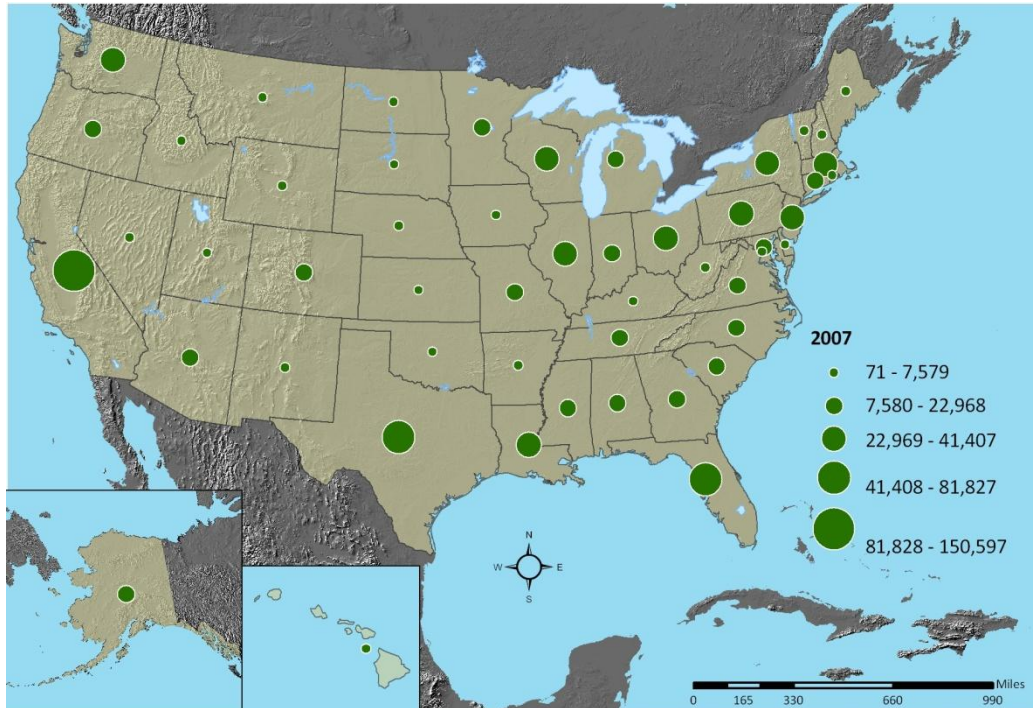 2007
71 - 7,579
7,580 - 22,968
22,969 - 41,407
41,408 - 81,827
81,828 - 150,597
N
W E
S
Miles
0 165 330 660 990